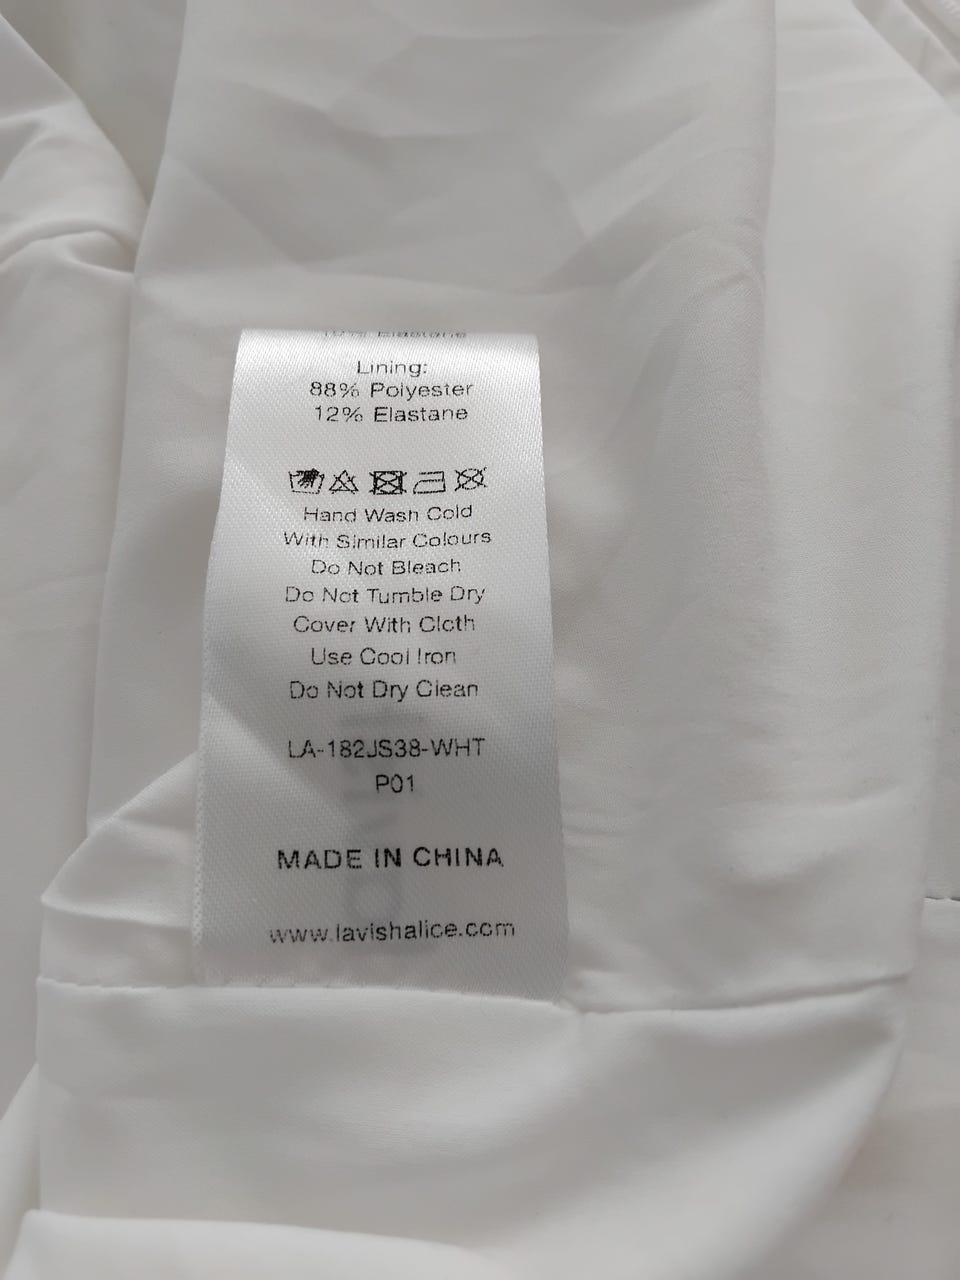 10% Elastane
Lining:
88% Polyester
12% Elastane
Hand Wash Cold
With Similar Colours
Do Not Bleach
Do Not Tumble Dry
Cover With Cloth
Use Cool Iron
Do Not Dry Clean
LA-182JS38-WHT
P01
MADE IN CHINA
www.lavishalice.com